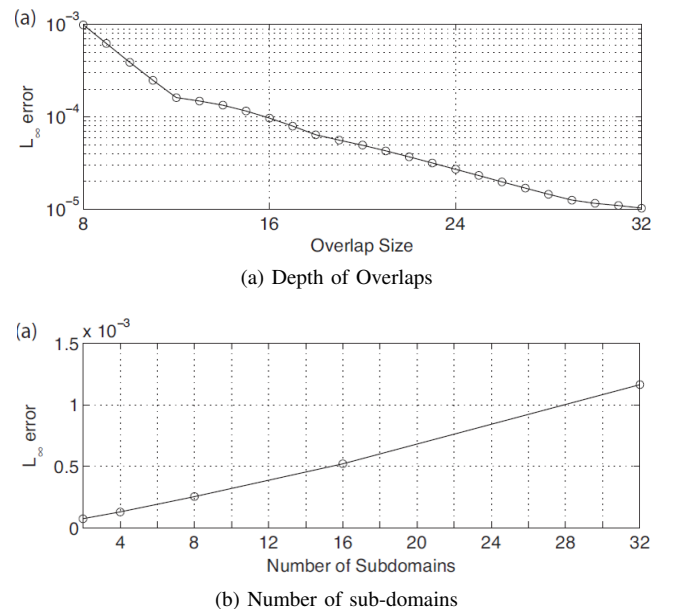 (a)
10⁻³
10⁻⁴
10⁻⁵
L∞ error
8 16 24 32
Overlap Size
(a) Depth of Overlaps
(a)
x 10⁻³
1.5
1
0.5
0
L∞ error
4 8 12 16 20 24 28 32
Number of Subdomains
(b) Number of sub-domains